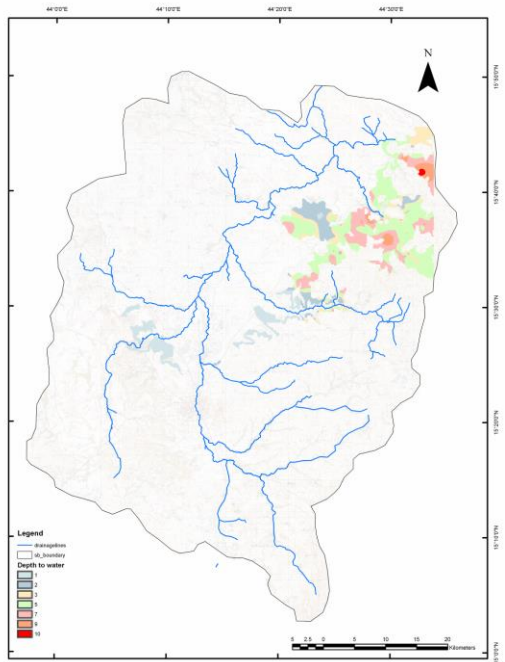 44°0'0"E 44°10'0"E 44°20'0"E 44°30'0"E
N
15°50'0"N
15°40'0"N
15°30'0"N
15°20'0"N
15°10'0"N
15°0'0"N
Legend
drainagelines
sb_boundary
Depth to water
1
2
3
5
7
9
10
5 2.5 0 5 10 15 20
Kilometers